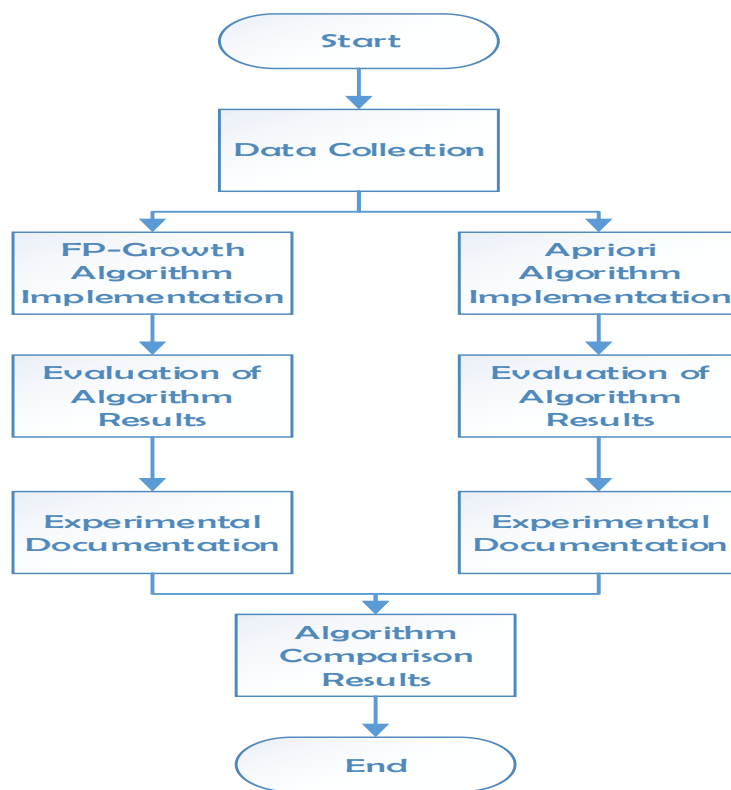 Start
Data Collection
FP-Growth
Algorithm
Implementation
Apriori
Algorithm
Implementation
Evaluation of
Algorithm
Results
Evaluation of
Algorithm
Results
Experimental
Documentation
Experimental
Documentation
Algorithm
Comparison
Results
End